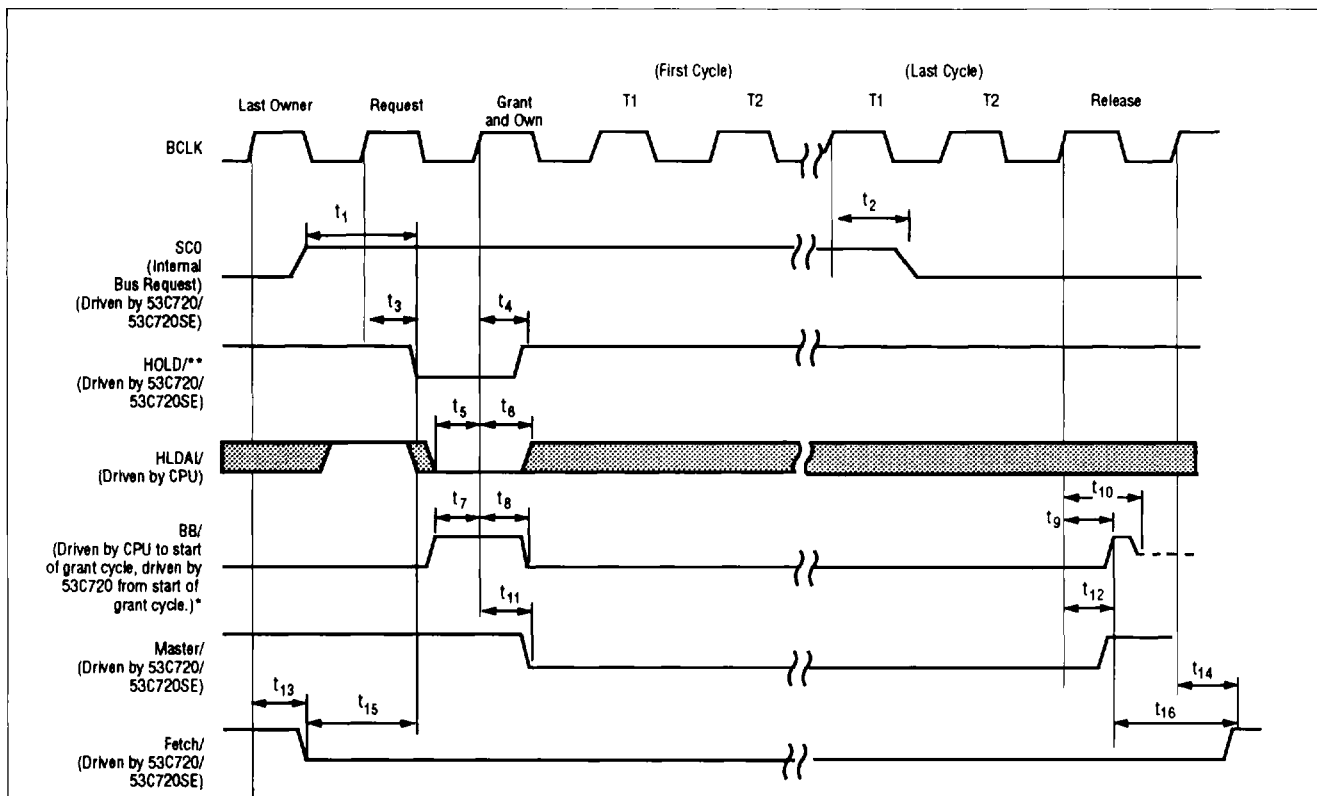 (First Cycle) (Last Cycle)
Last Owner Request Grant and Own T1 T2 T1 T2 Release
BCLK
t1 t2
SC0
(Internal
Bus Request)
(Driven by 53C720/
53C720SE)
t3 t4
HOLD/**
(Driven by 53C720/
53C720SE)
t5 t6
HLDAI/
(Driven by CPU)
t10
t7 t8 t9
BB/
(Driven by CPU to start
of grant cycle, driven by
53C720 from start of
grant cycle.)*
t11 t12
Master/
(Driven by 53C720/
53C720SE)
t13 t14
t15 t16
Fetch/
(Driven by 53C720/
53C720SE)